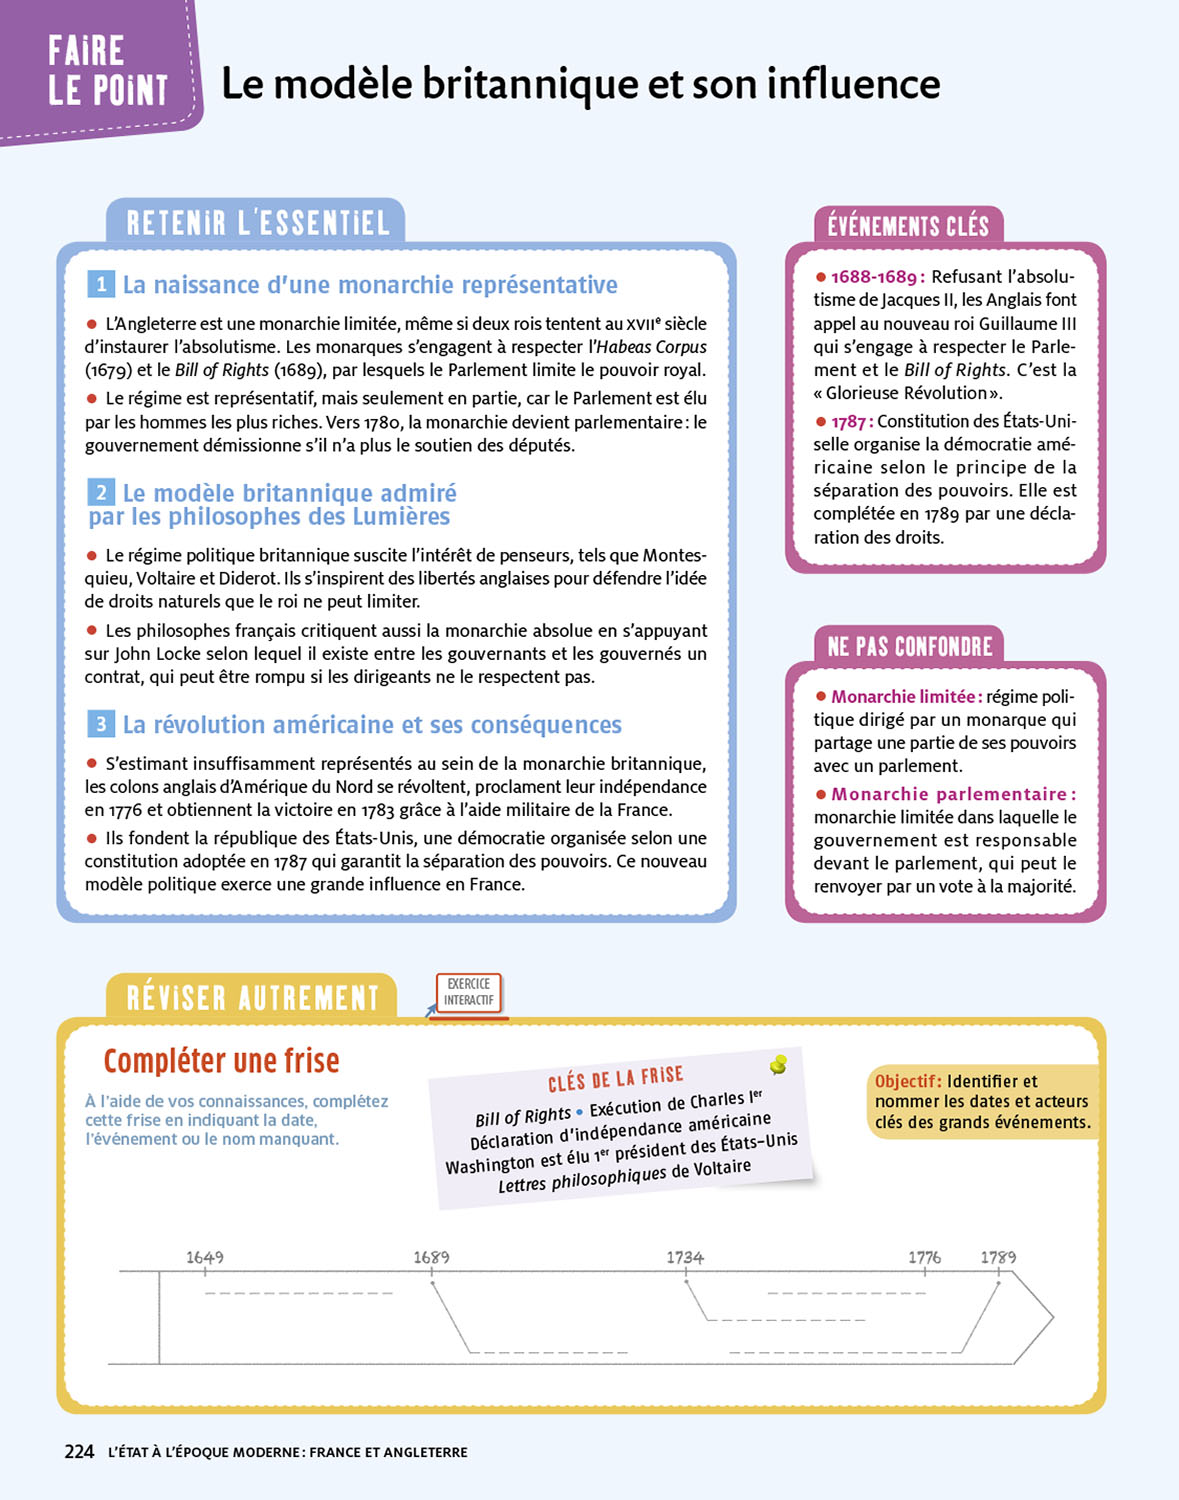 FAIRE
LE POINT
Le modèle britannique et son influence
RETENIR L'ESSENTIEL
1 La naissance d'une monarchie représentative
• L'Angleterre est une monarchie limitée, même si deux rois tentent au XVIIe siècle
d'instaurer l'absolutisme. Les monarques s'engagent à respecter l'Habeas Corpus
(1679) et le Bill of Rights (1689), par lesquels le Parlement limite le pouvoir royal.
• Le régime est représentatif, mais seulement en partie, car le Parlement est élu
par les hommes les plus riches. Vers 1780, la monarchie devient parlementaire : le
gouvernement démissionne s'il n'a plus le soutien des députés.
2 Le modèle britannique admiré
par les philosophes des Lumières
• Le régime politique britannique suscite l'intérêt de penseurs, tels que Montes-
quieu, Voltaire et Diderot. Ils s'inspirent des libertés anglaises pour défendre l'idée
de droits naturels que le roi ne peut limiter.
• Les philosophes français critiquent aussi la monarchie absolue en s'appuyant
sur John Locke selon lequel il existe entre les gouvernants et les gouvernés un
contrat, qui peut être rompu si les dirigeants ne le respectent pas.
3 La révolution américaine et ses conséquences
• S'estimant insuffisamment représentés au sein de la monarchie britannique,
les colons anglais d'Amérique du Nord se révoltent, proclament leur indépendance
en 1776 et obtiennent la victoire en 1783 grâce à l'aide militaire de la France.
• Ils fondent la république des États-Unis, une démocratie organisée selon une
constitution adoptée en 1787 qui garantit la séparation des pouvoirs. Ce nouveau
modèle politique exerce une grande influence en France.
ÉVÉNEMENTS CLÉS
• 1688-1689 : Refusant l'absolu-
tisme de Jacques II, les Anglais font
appel au nouveau roi Guillaume III
qui s'engage à respecter le Parle-
ment et le Bill of Rights. C'est la
« Glorieuse Révolution ».
• 1787 : Constitution des États-Uni-
selle organise la démocratie amé-
ricaine selon le principe de la
séparation des pouvoirs. Elle est
complétée en 1789 par une décla-
ration des droits.
NE PAS CONFONDRE
• Monarchie limitée : régime poli-
tique dirigé par un monarque qui
partage une partie de ses pouvoirs
avec un parlement.
• Monarchie parlementaire :
monarchie limitée dans laquelle le
gouvernement est responsable
devant le parlement, qui peut le
renvoyer par un vote à la majorité.
RÉVISER AUTREMENT
EXERCICE
INTERACTIF
Compléter une frise
À l'aide de vos connaissances, complétez
cette frise en indiquant la date,
l'événement ou le nom manquant.
CLÉS DE LA FRISE
Bill of Rights • Exécution de Charles Ier
Déclaration d'indépendance américaine
Washington est élu 1er président des États-Unis
Lettres philosophiques de Voltaire
Objectif : Identifier et
nommer les dates et acteurs
clés des grands événements.
1649 1689 1734 1776 1789
224 L'ÉTAT À L'ÉPOQUE MODERNE : FRANCE ET ANGLETERRE